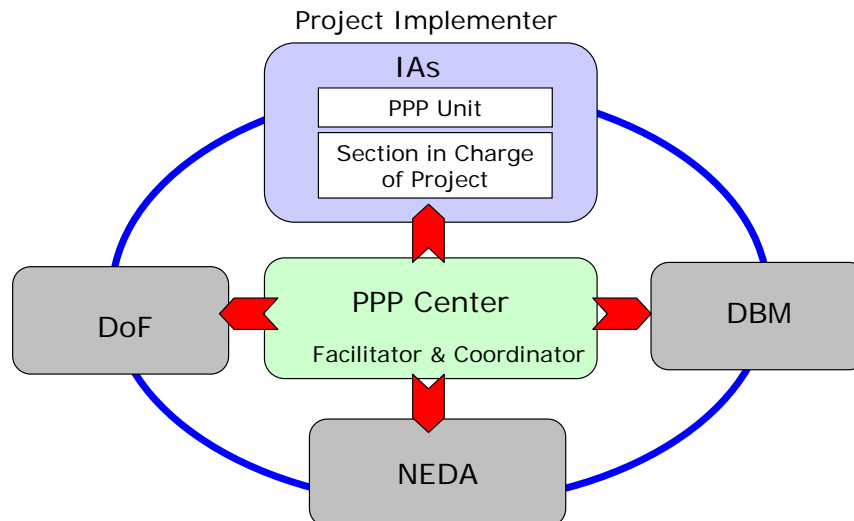 Project Implementer
IAs
PPP Unit
Section in Charge
of Project
PPP Center
Facilitator & Coordinator
DoF
DBM
NEDA